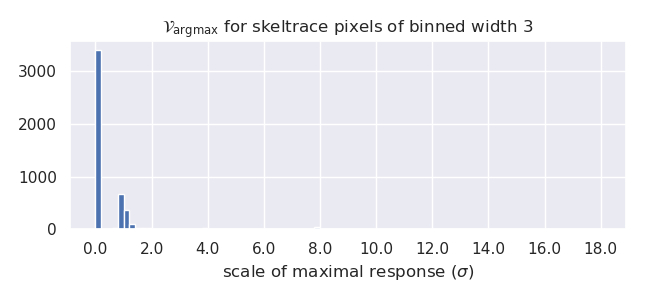 𝒱argmax for skeltrace pixels of binned width 3
3000
2000
1000
0
0.0 2.0 4.0 6.0 8.0 10.0 12.0 14.0 16.0 18.0
scale of maximal response (σ)